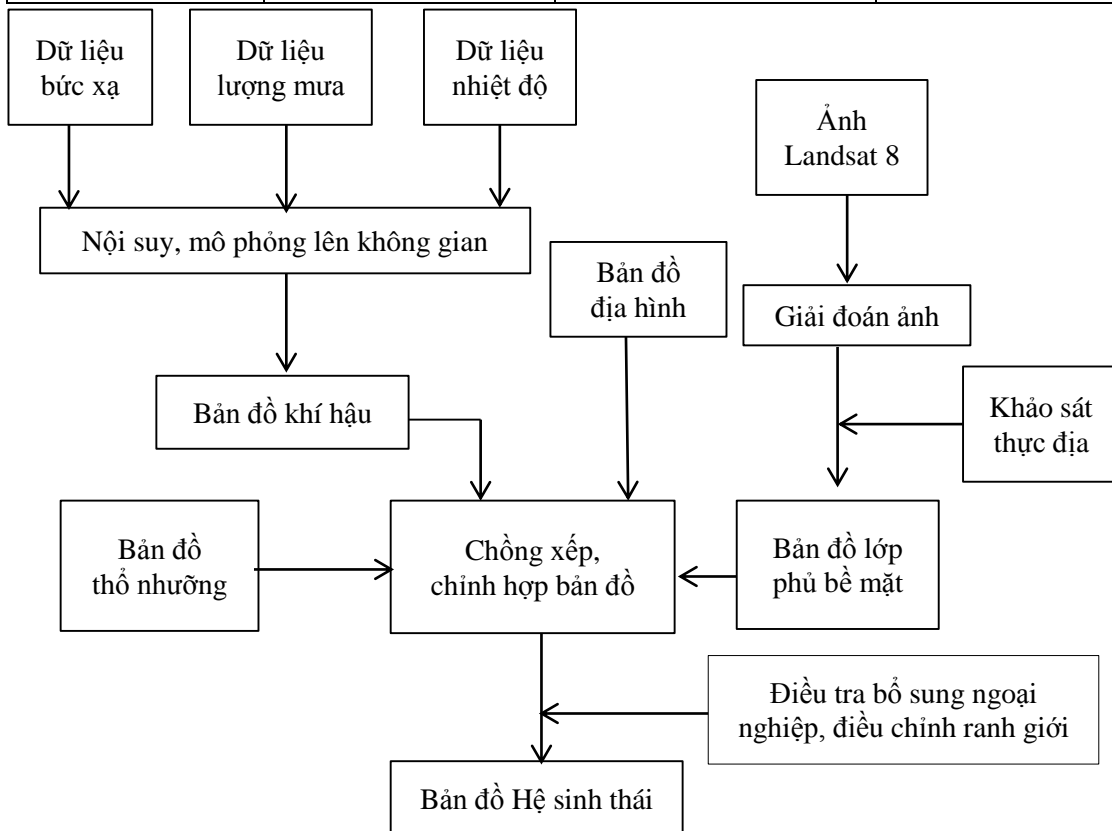 Dữ liệu
bức xạ
Dữ liệu
lượng mưa
Dữ liệu
nhiệt độ
Ảnh
Landsat 8
Nội suy, mô phỏng lên không gian
Bản đồ
địa hình
Giải đoán ảnh
Bản đồ khí hậu
Khảo sát
thực địa
Bản đồ
thổ nhưỡng
Chồng xếp,
chỉnh hợp bản đồ
Bản đồ lớp
phủ bề mặt
Điều tra bổ sung ngoại
nghiệp, điều chỉnh ranh giới
Bản đồ Hệ sinh thái